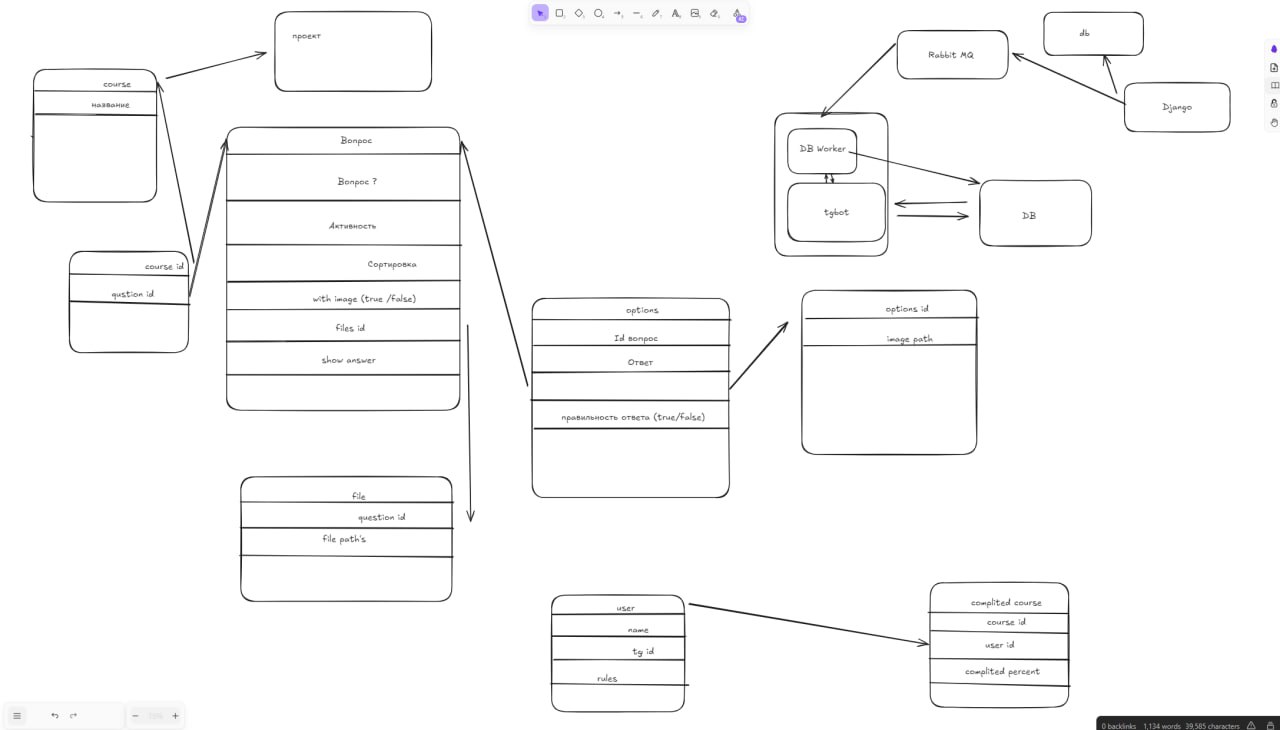 проект
course
название
Вопрос
Вопрос ?
Активность
Сортировка
with image (true /false)
files id
show answer
course id
qustion id
file
question id
file path's
options
Id вопрос
Ответ
правильность ответа (true/false)
options id
image path
Rabbit MQ
db
Django
DB Worker
tgbot
DB
user
name
tg id
rules
complited course
course id
user id
complited percent
0 backlinks 1,134 words 39,585 characters